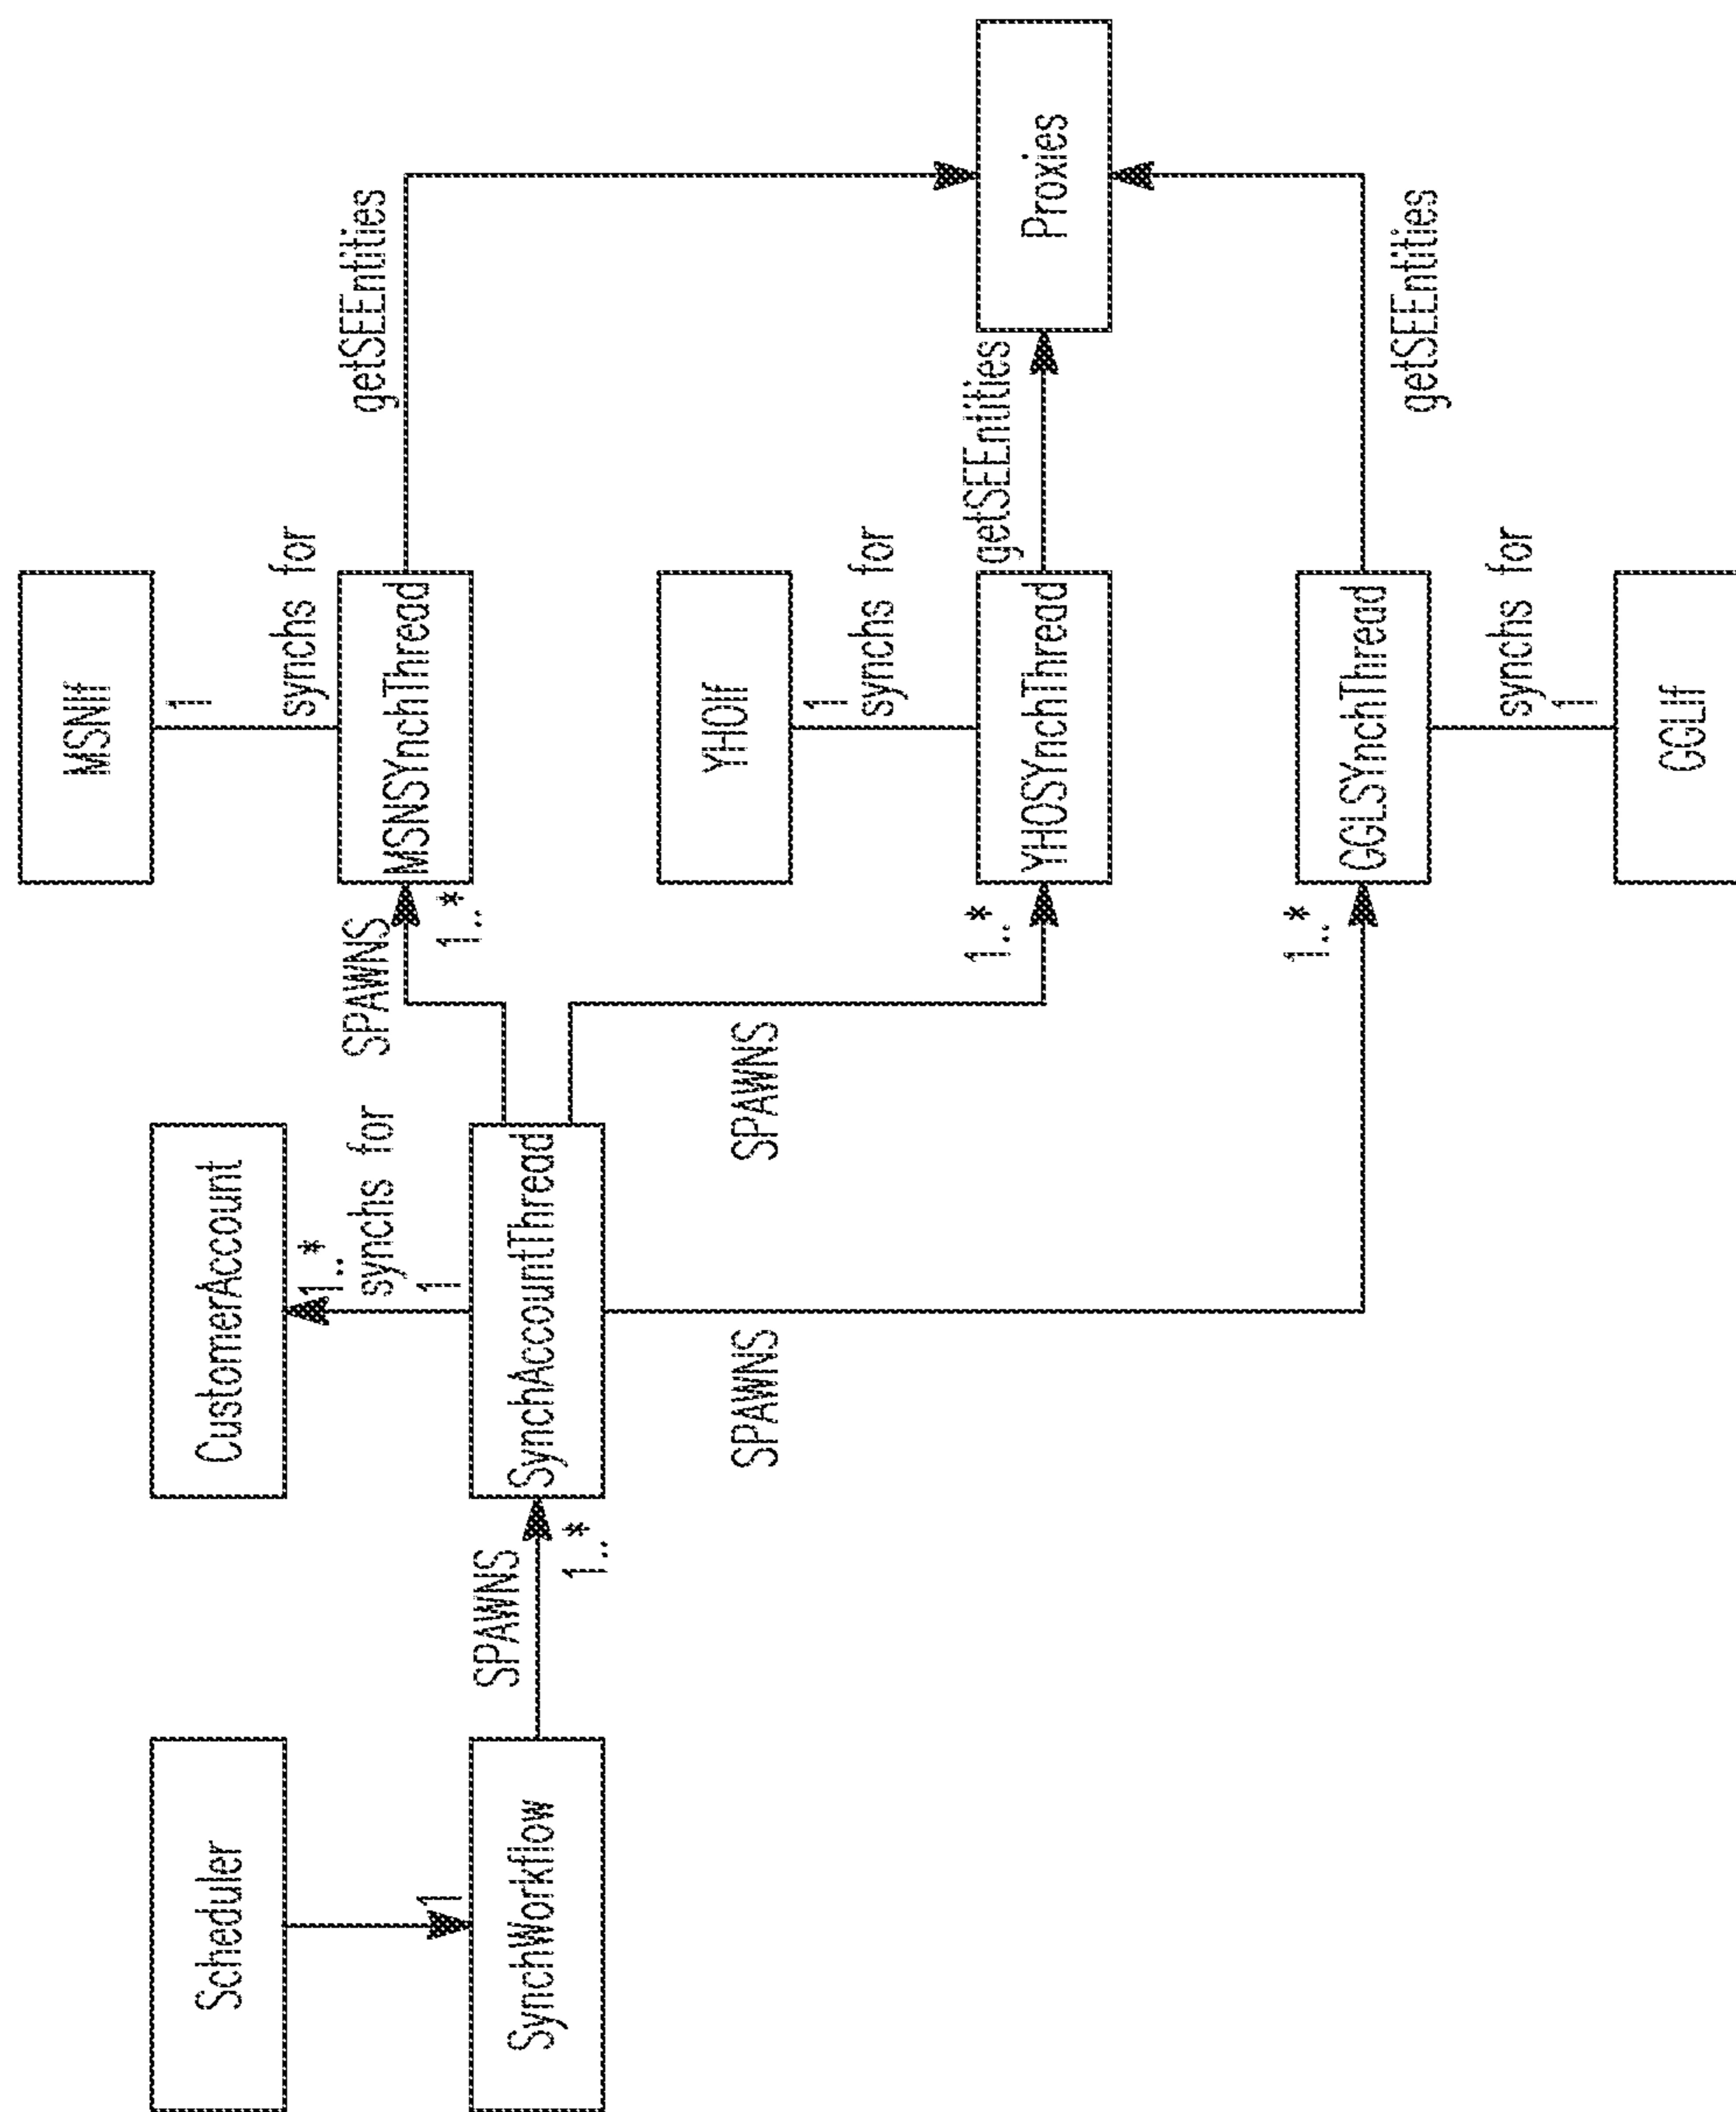 MSNIf
1
Scheduler
CustomerAccount
synchs for
1..*
synchs for
SPAWNS
getSEEntities
MSNSYnchThread
1
1
1..*
SPAWNS
SynchWorkflow
SynchAccountThread
1..*
YHOIf
SPAWNS
SPAWNS
1
synchs for
1..*
getSEEntities
YHOSYnchThread
Proxies
1..*
GGLSYnchThread
getSEEntities
synchs for
1
GGLIf